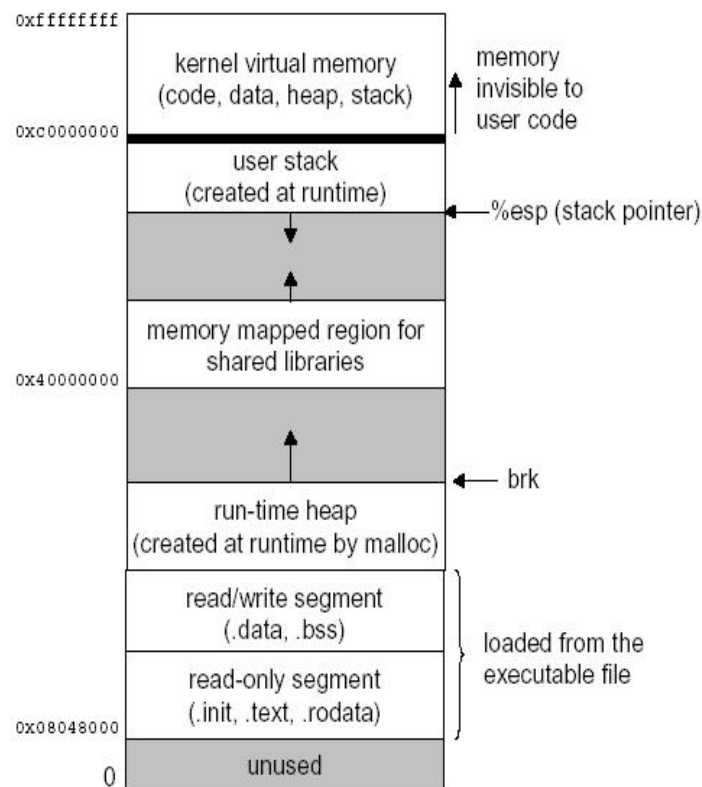 0xffffffff
kernel virtual memory
(code, data, heap, stack)
memory
invisible to
user code
0xc0000000
user stack
(created at runtime)
%esp (stack pointer)
memory mapped region for
shared libraries
0x40000000
brk
run-time heap
(created at runtime by malloc)
read/write segment
(.data, .bss)
loaded from the
executable file
read-only segment
(.init, .text, .rodata)
0x08048000
unused
0